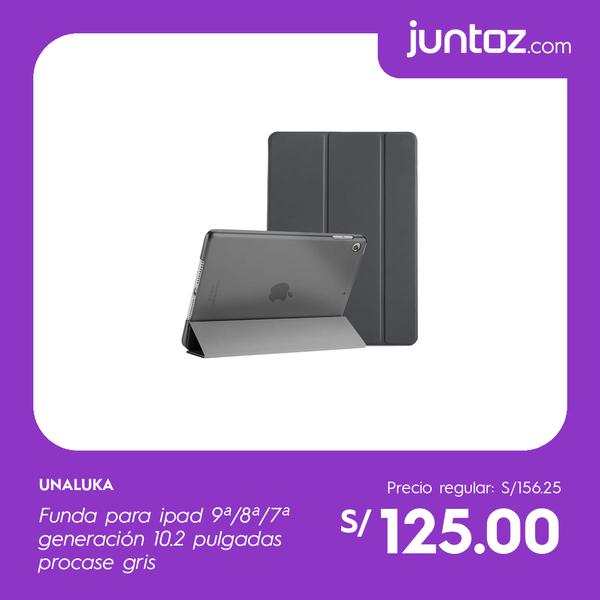 juntoz.com
UNALUKA
Funda para ipad 9ª/8ª/7ª
generación 10.2 pulgadas
procase gris
Precio regular: S/156.25
S/125.00